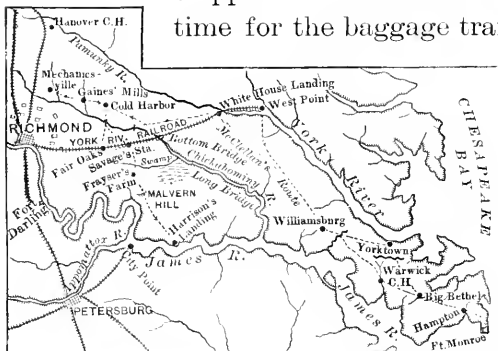 time for the baggage tra
Hanover C.H.
Pamunky R.
Mechanics-
ville
Gaines' Mills
Cold Harbor
White House Landing
West Point
CHESAPEAKE
BAY
RICHMOND
YORK RIV. RAILROAD
Fair Oaks
Savage's Sta.
Bottom Bridge
McClellan's
Route
York River
Swamp
Chickahominy R.
Frayser's
Farm
Long Bridge
MALVERN
HILL
Fort
Darling
Harrison's
Landing
Williamsburg
Yorktown
Appomattox R.
City Point
James R.
Warwick
C.H.
Big Bethel
James R.
PETERSBURG
Hampton
Ft. Monroe